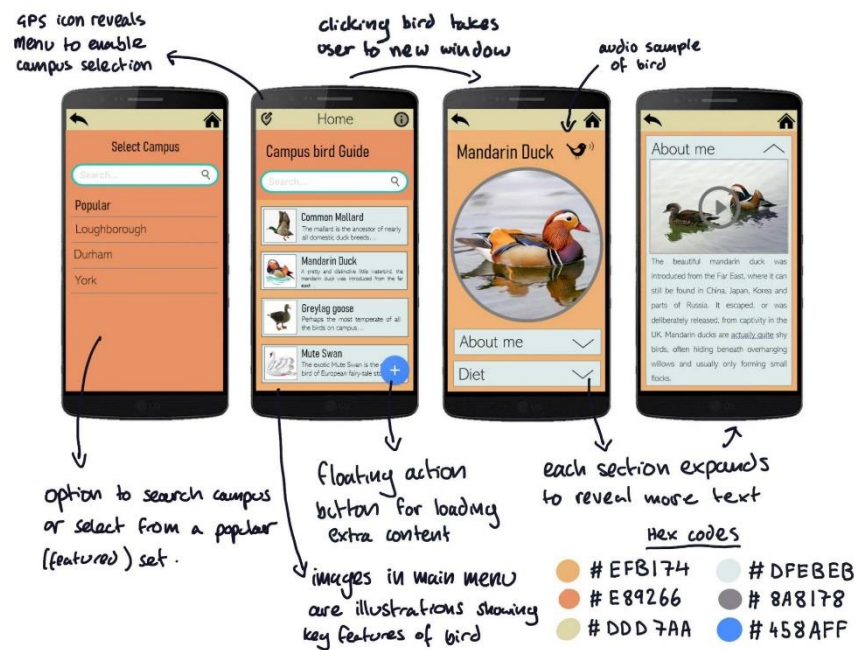 GPS icon reveals
Menu to enable
campus selection
clicking bird takes
user to new window
audio sample
of bird
Select Campus
Search...
Popular
Loughborough
Durham
York
Home
Campus bird Guide
Search...
Common Mallard
The mallard is the ancestor of nearly
all domestic duck breeds...
Mandarin Duck
A pretty and distinctive little waterbird, the
mandarin duck was introduced from the far
east...
Greylag goose
Perhaps the most temperate of all
the birds on campus...
Mute Swan
The exotic Mute Swan is the
bird of European fairy-tale
+
Mandarin Duck
About me
Diet
About me
The beautiful mandarin duck was
introduced from the Far East, where it can
still be found in China, Japan, Korea and
parts of Russia. It escaped, or was
deliberately released, from captivity in the
UK. Mandarin ducks are actually quite shy
birds, often hiding beneath overhanging
willows and usually only forming small
flocks.
LG
LG
LG
LG
option to search campus
or select from a popular
(featured) set.
floating action
button for loading
extra content
images in main menu
are illustrations showing
key features of bird
each section expands
to reveal more text
Hex codes
# EFB174
# E89266
# DDD7AA
# DFEBEB
# 8A8178
# 458AFF